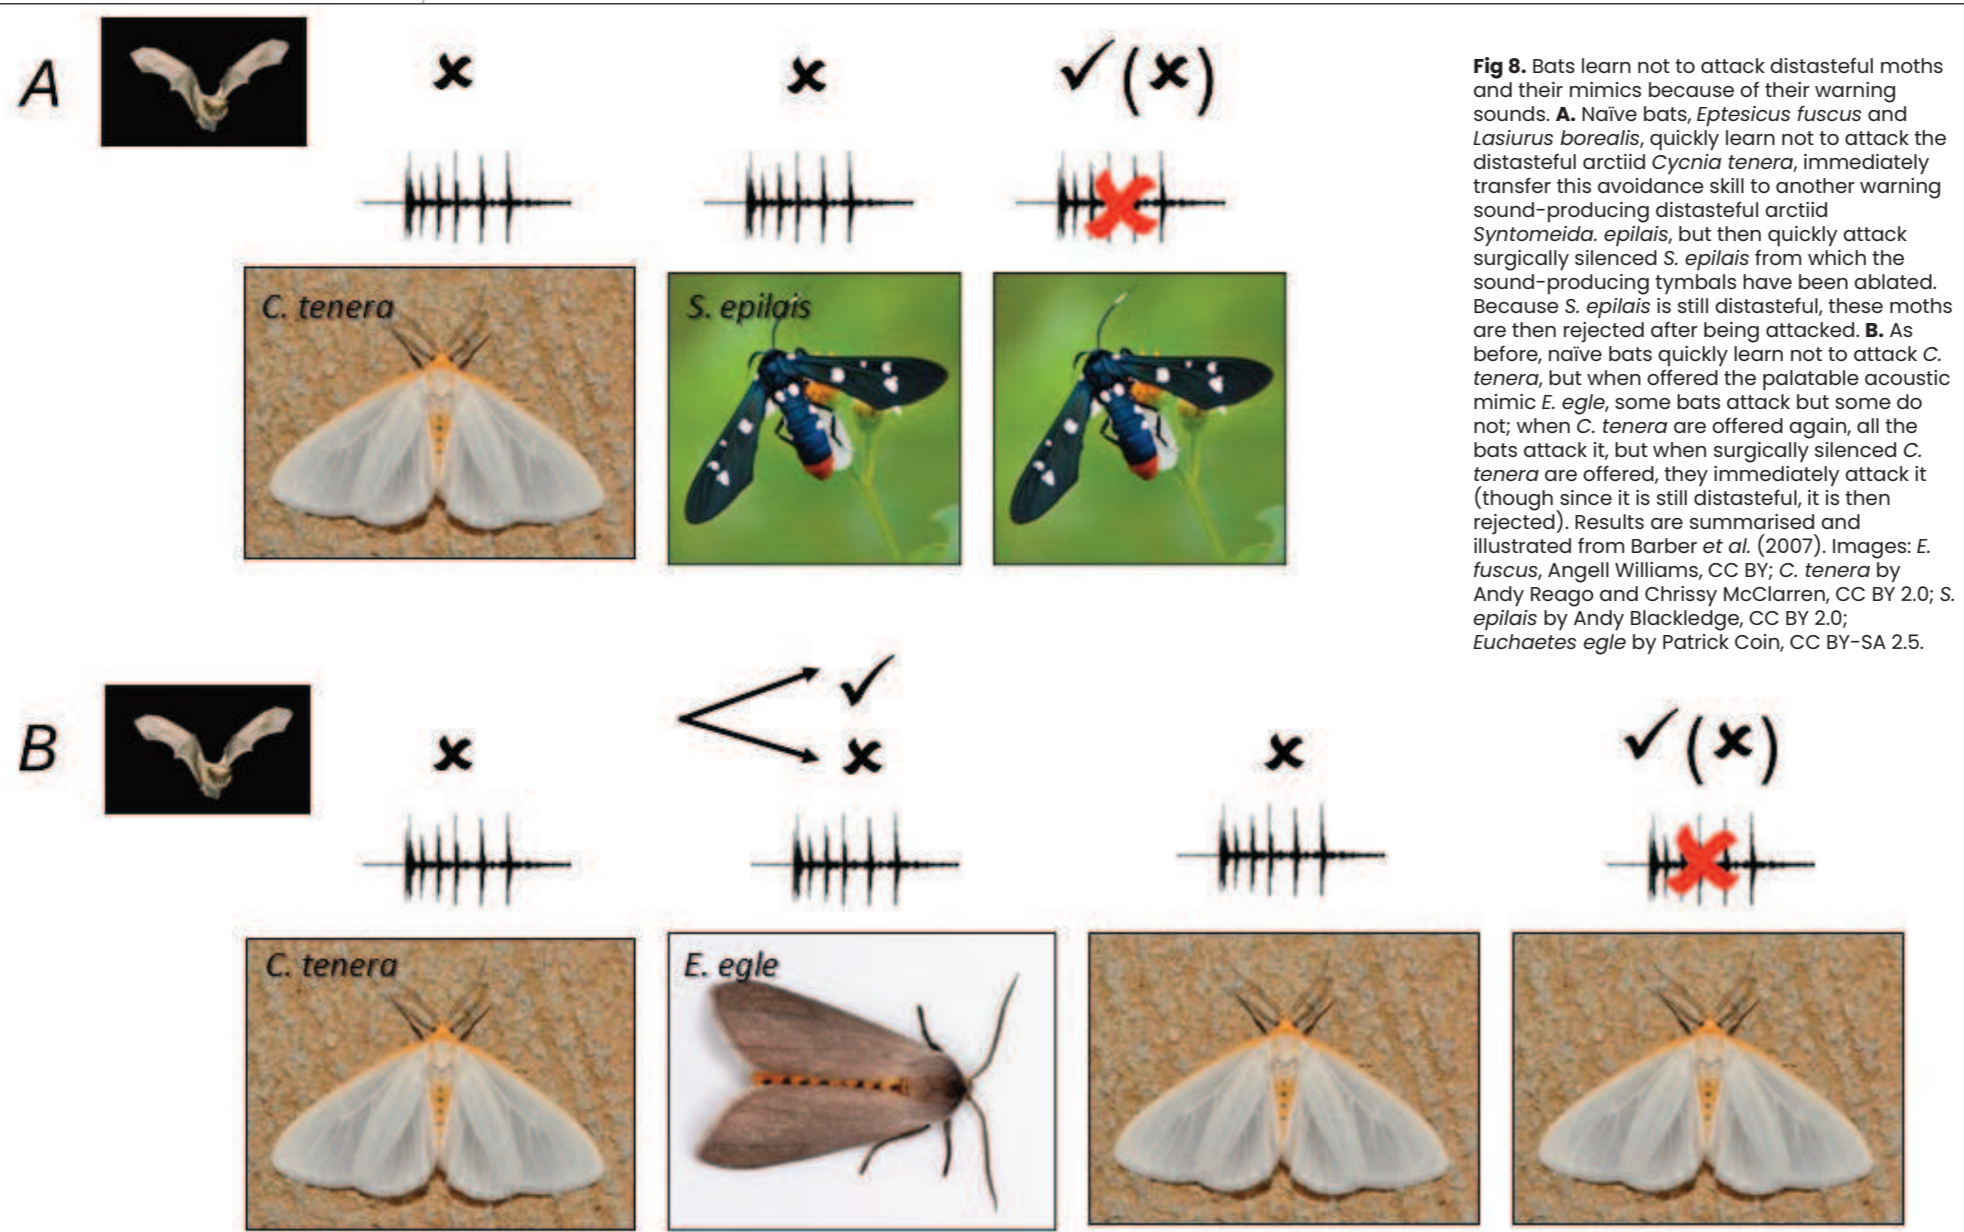 A
C. tenera
S. epilais
Fig 8. Bats learn not to attack distasteful moths
and their mimics because of their warning
sounds. A. Naïve bats, Eptesicus fuscus and
Lasiurus borealis, quickly learn not to attack the
distasteful arctiid Cycnia tenera, immediately
transfer this avoidance skill to another warning
sound-producing distasteful arctiid
Syntomeida. epilais, but then quickly attack
surgically silenced S. epilais from which the
sound-producing tymbals have been ablated.
Because S. epilais is still distasteful, these moths
are then rejected after being attacked. B. As
before, naïve bats quickly learn not to attack C.
tenera, but when offered the palatable acoustic
mimic E. egle, some bats attack but some do
not; when C. tenera are offered again, all the
bats attack it, but when surgically silenced C.
tenera are offered, they immediately attack it
(though since it is still distasteful, it is then
rejected). Results are summarised and
illustrated from Barber et al. (2007). Images: E.
fuscus, Angell Williams, CC BY; C. tenera by
Andy Reago and Chrissy McClarren, CC BY 2.0; S.
epilais by Andy Blackledge, CC BY 2.0;
Euchaetes egle by Patrick Coin, CC BY-SA 2.5.
B
C. tenera
E. egle